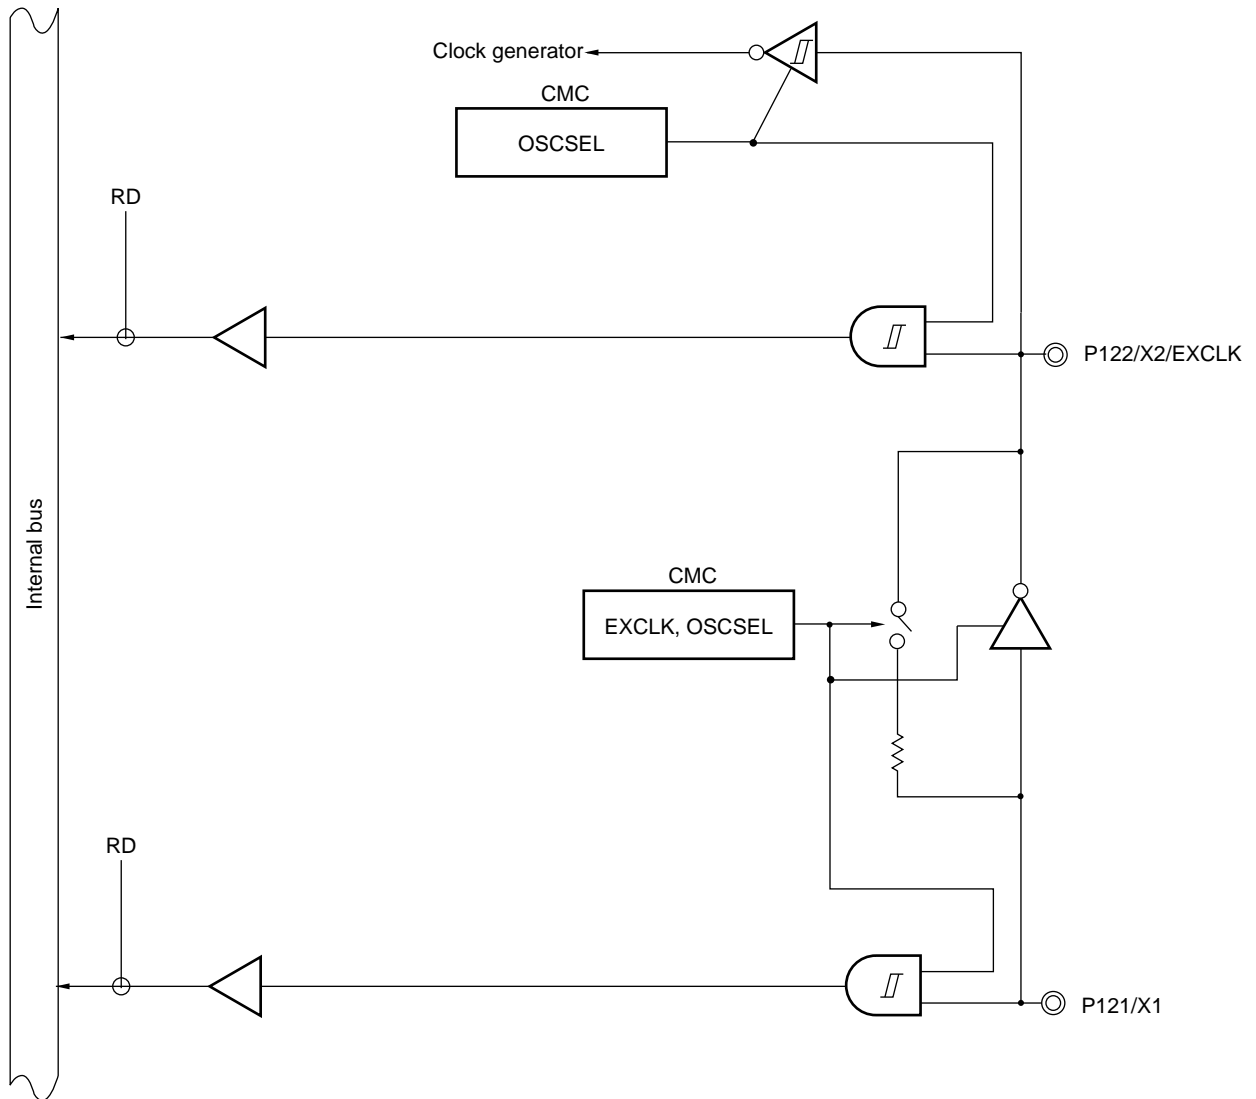 Clock generator
CMC
OSCSEL
RD
P122/X2/EXCLK
Internal bus
CMC
EXCLK, OSCSEL
RD
P121/X1